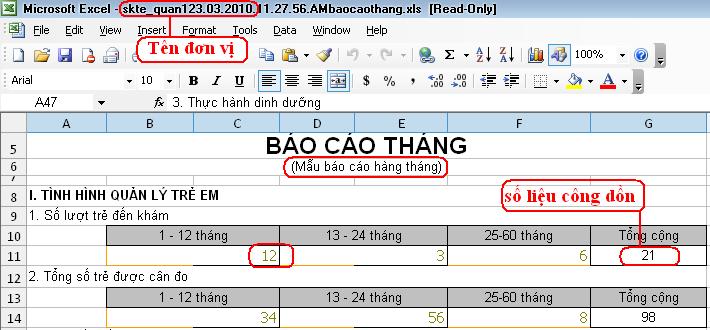 Microsoft Excel - skte_quan123.03.2010.11.27.56.AMbaocaothang.xls [Read-Only]
Tên đơn vị
File Edit View Insert Format Tools Data Window Help
100%
Arial 10 B I U
A47 fx 3. Thực hành dinh dưỡng
A B C D E F G
5 BÁO CÁO THÁNG
6 (Mẫu báo cáo hàng tháng)
7
8 I. TÌNH HÌNH QUẢN LÝ TRẺ EM
số liệu công dồn
9 1. Số lượt trẻ đến khám
10 1 - 12 tháng 13 - 24 tháng 25-60 tháng Tổng cộng
11 12 3 6 21
12 2. Tổng số trẻ được cân đo
13 1 - 12 tháng 13 - 24 tháng 25-60 tháng Tổng cộng
14 34 56 8 98